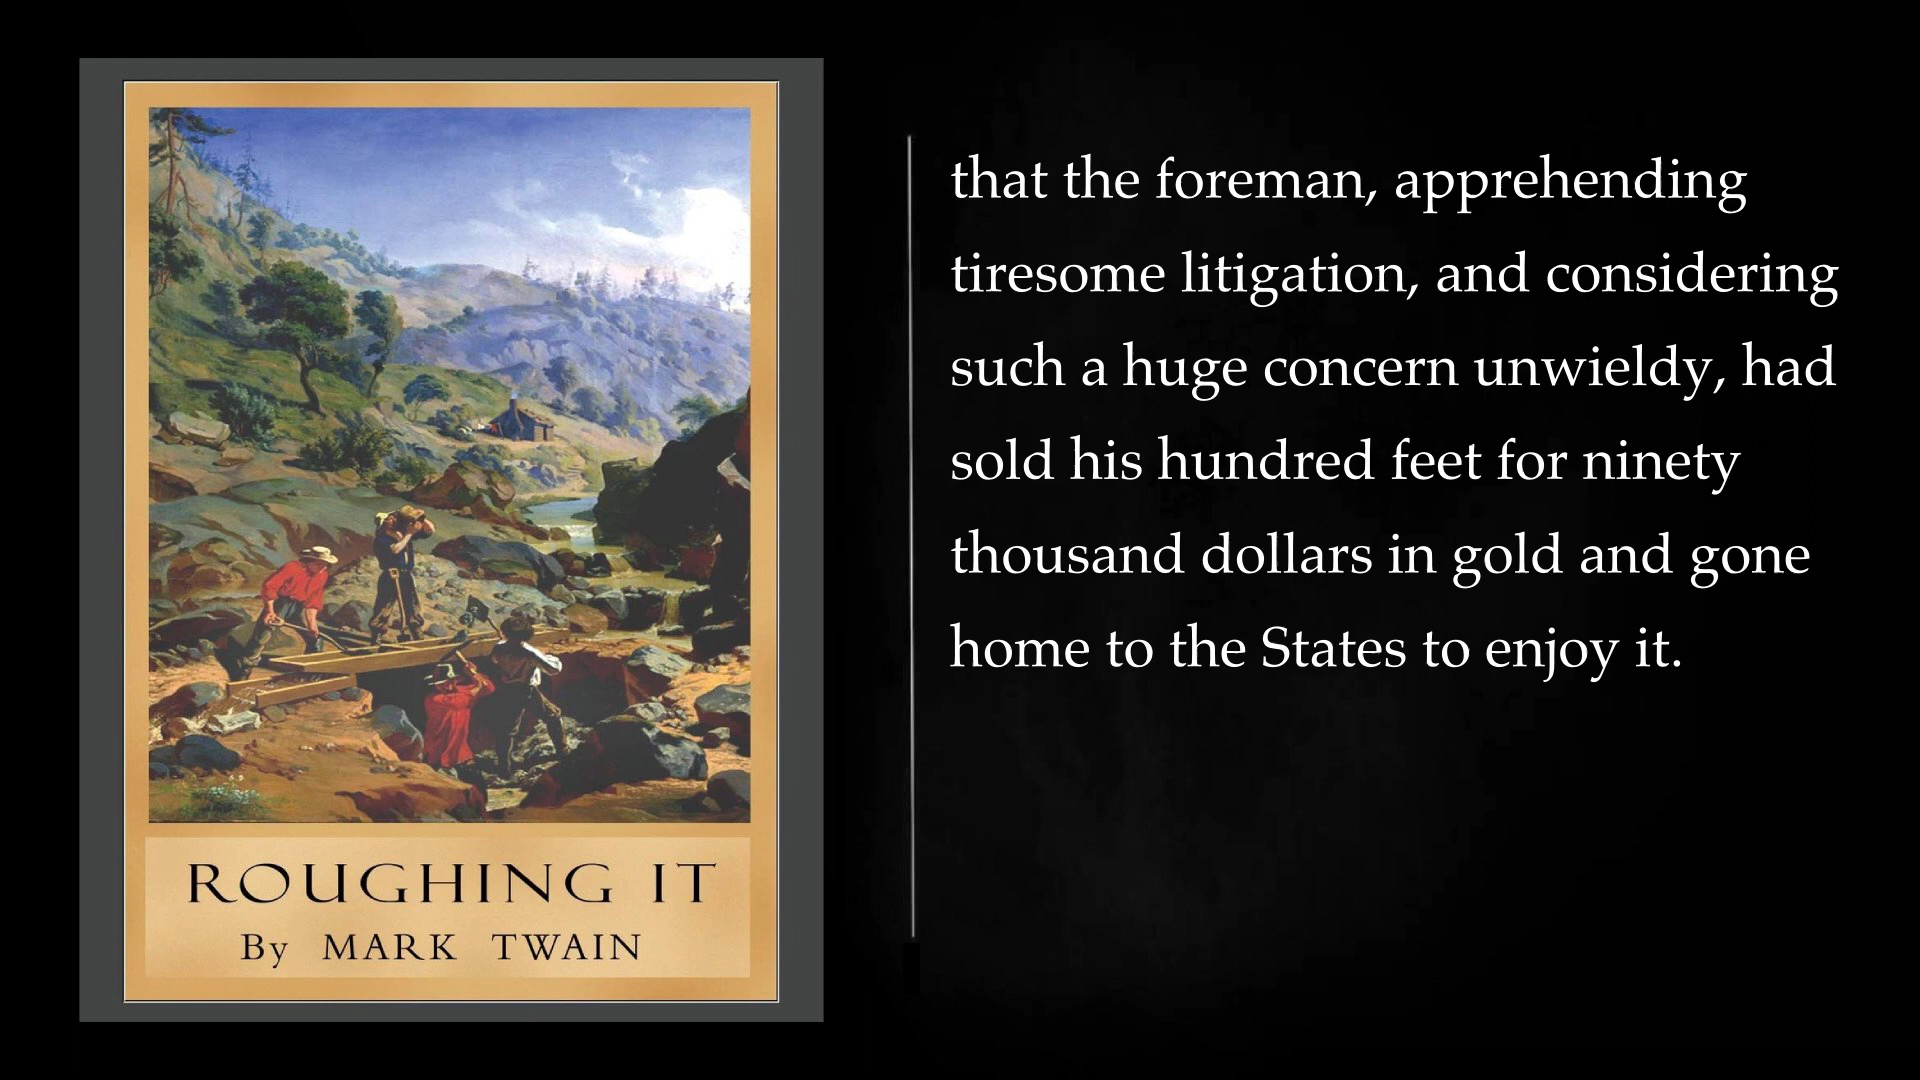 ROUGHING IT
By MARK TWAIN
that the foreman, apprehending
tiresome litigation, and considering
such a huge concern unwieldy, had
sold his hundred feet for ninety
thousand dollars in gold and gone
home to the States to enjoy it.